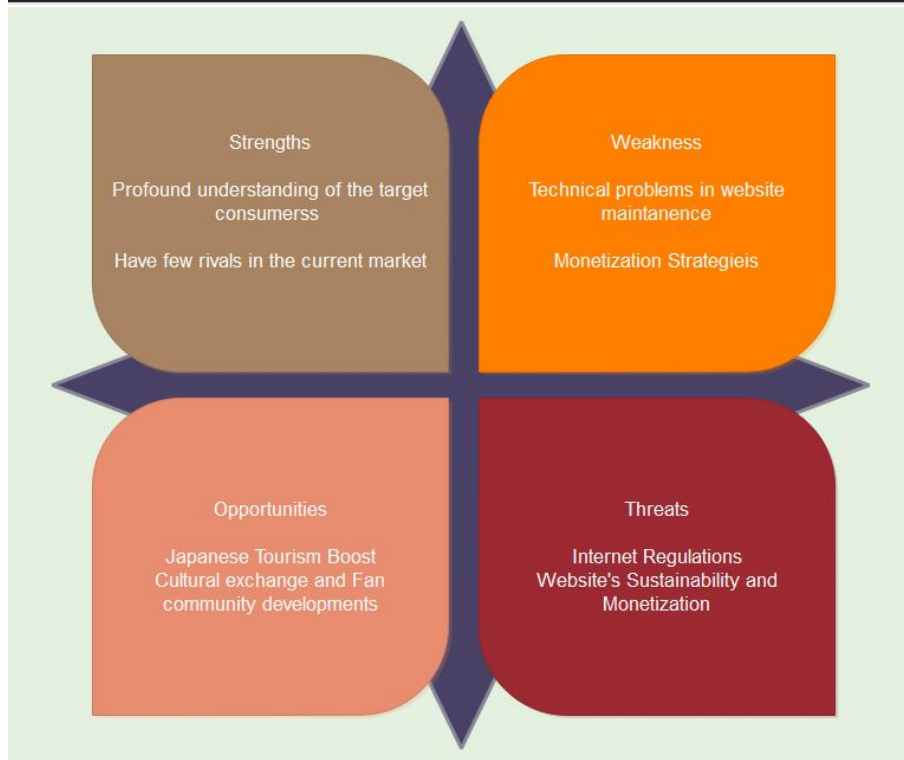 Strengths
Profound understanding of the target
consumerss
Have few rivals in the current market
Weakness
Technical problems in website
maintanence
Monetization Strategieis
Opportunities
Japanese Tourism Boost
Cultural exchange and Fan
community developments
Threats
Internet Regulations
Website's Sustainability and
Monetization